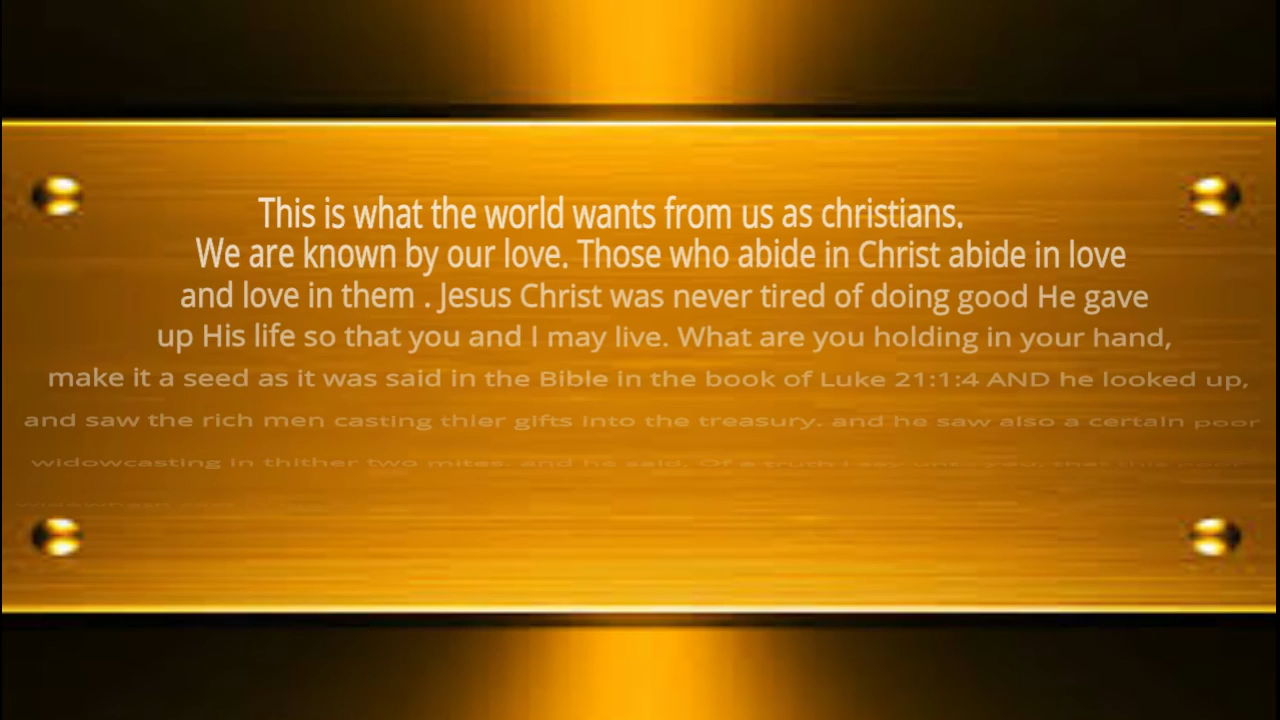 This is what the world wants from us as christians.
We are known by our love. Those who abide in Christ abide in love
and love in them . Jesus Christ was never tired of doing good He gave
up His life so that you and I may live. What are you holding in your hand,
make it a seed as it was said in the Bible in the book of Luke 21:1:4 AND he looked up,
and saw the rich men casting thier gifts into the treasury. and he saw also a certain poor
widowcasting in thither two mites. and he said, Of a truth I say you, that this poor